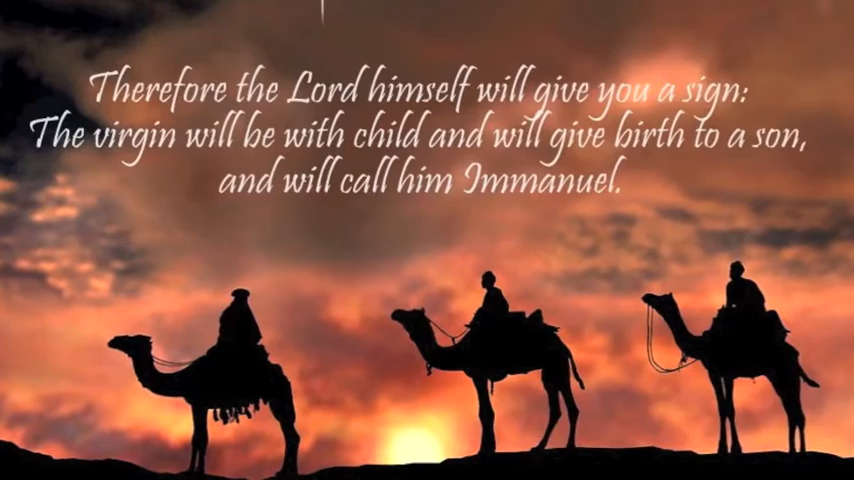 Therefore the Lord himself will give you a sign:
The virgin will be with child and will give birth to a son,
and will call him Immanuel.